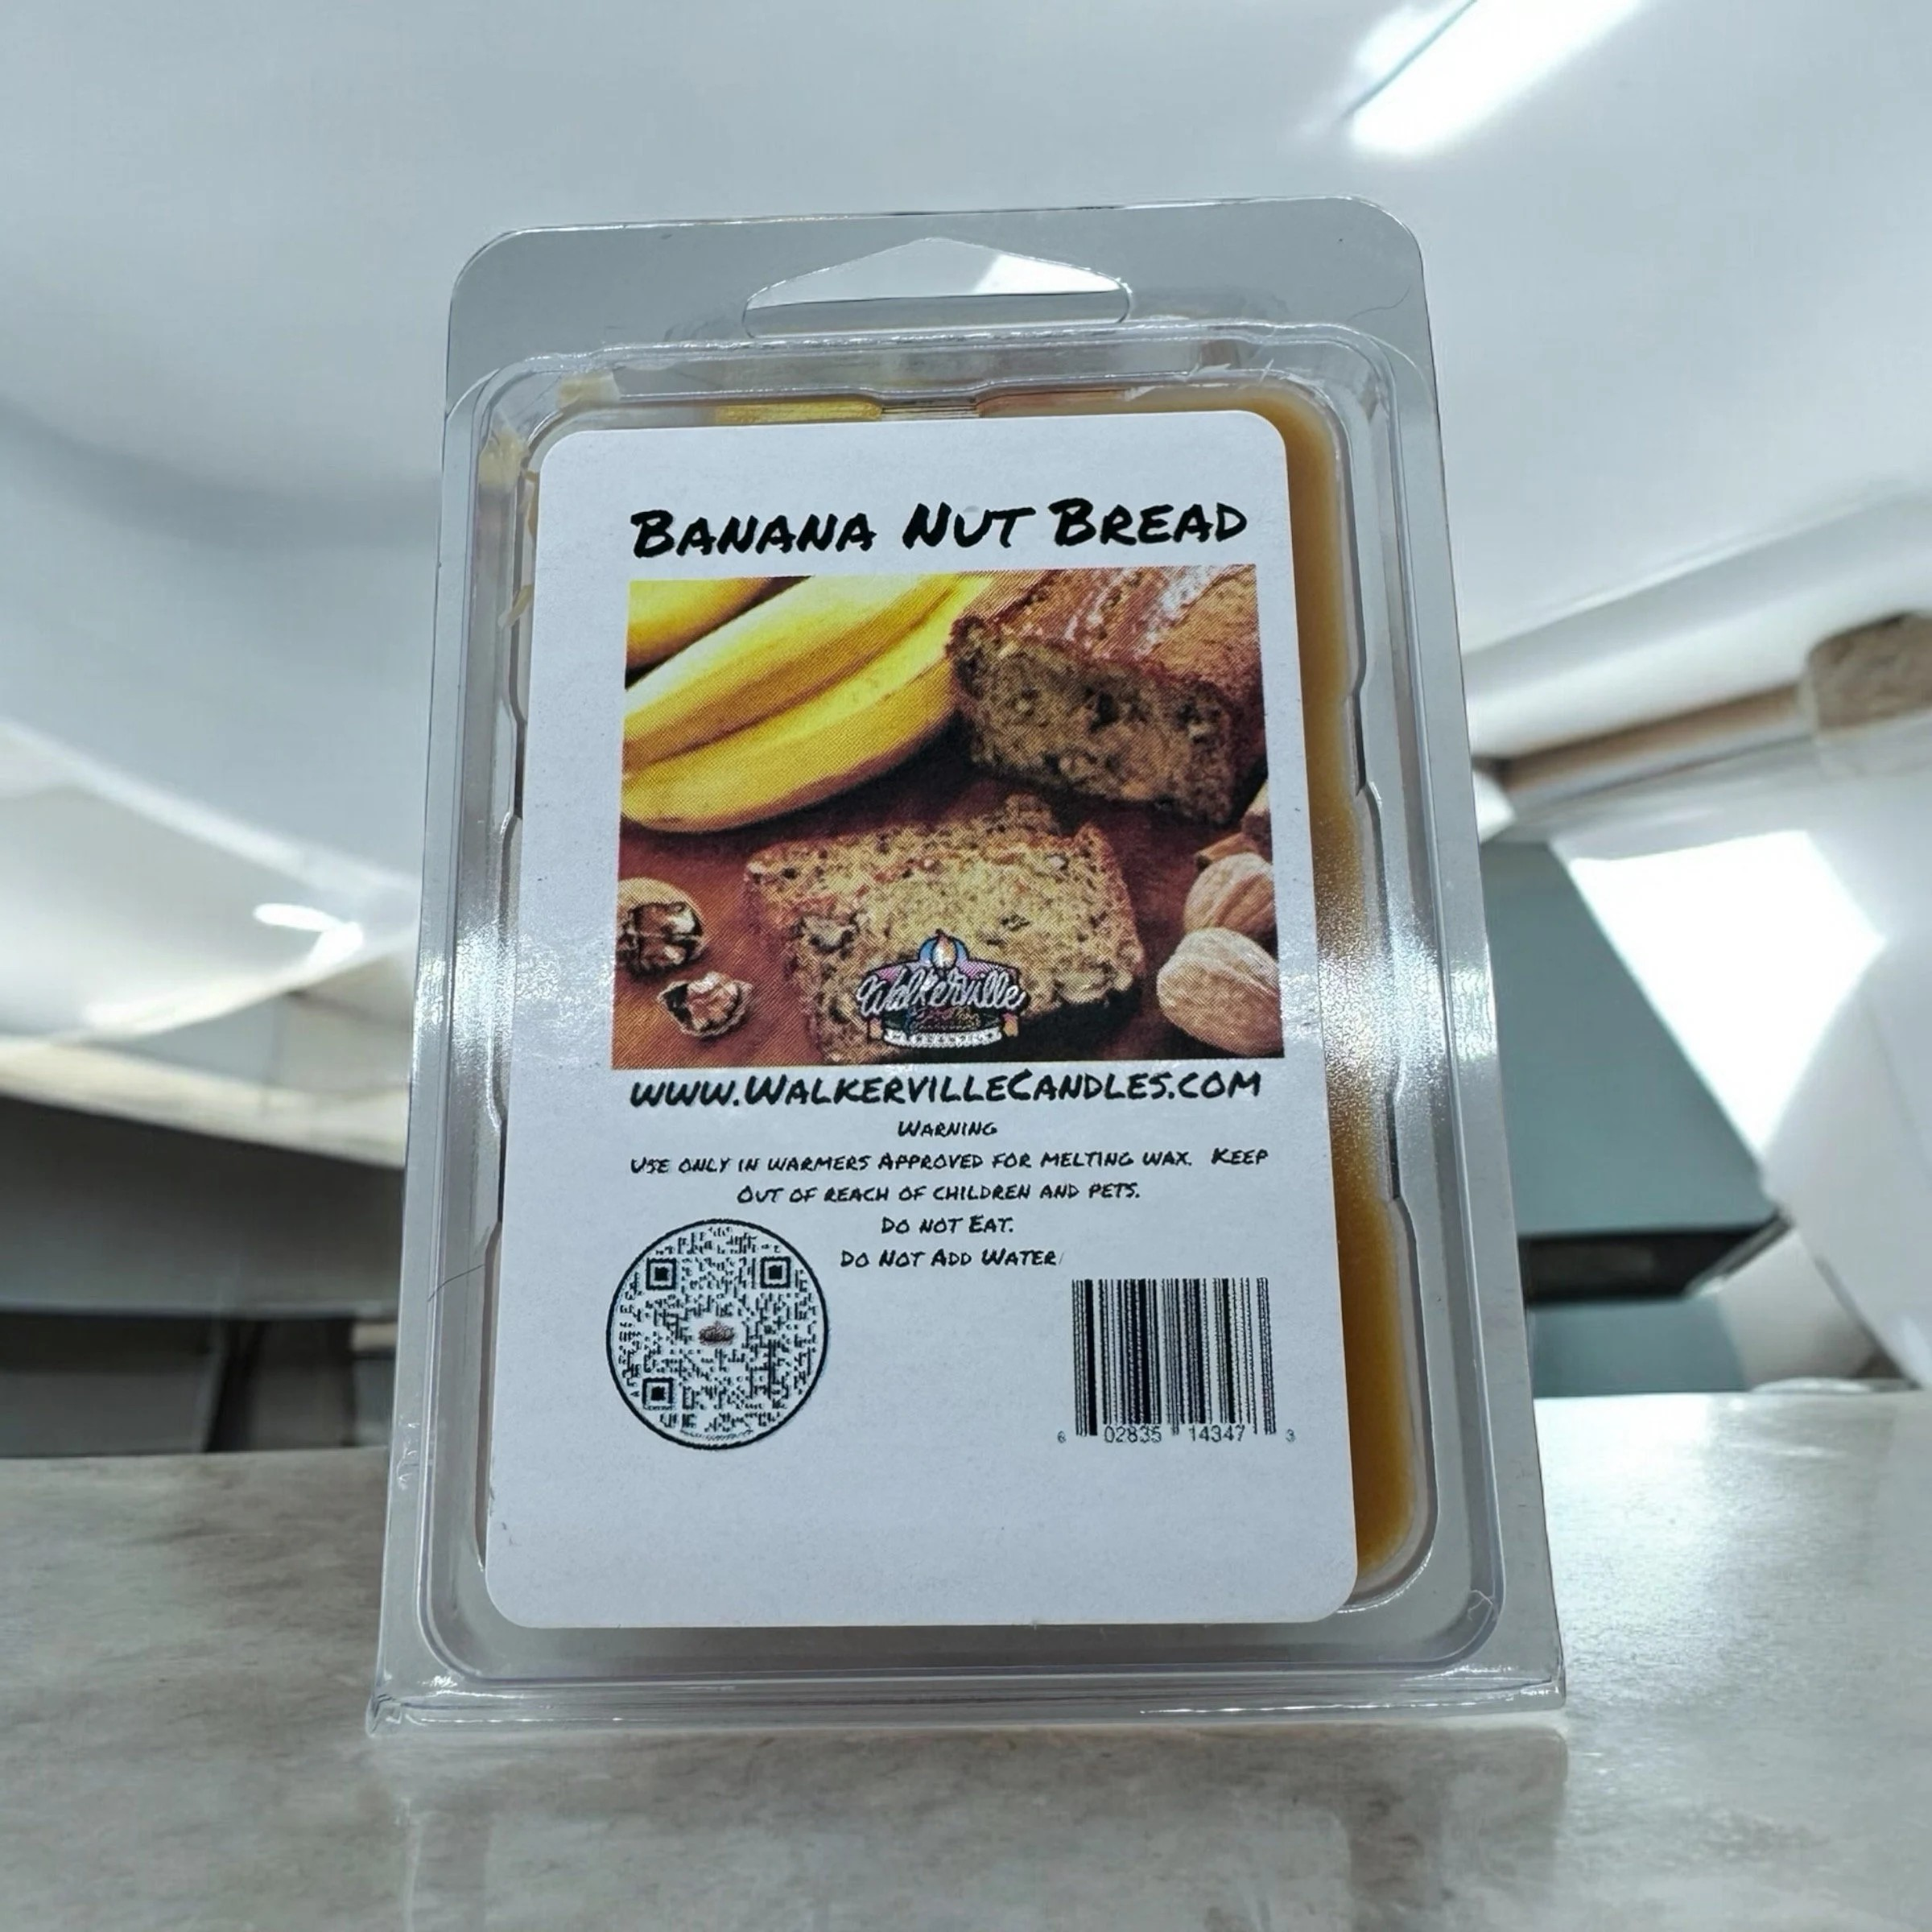 BANANA NUT BREAD
Walkerville
WWW.WALKERVILLECANDLES.COM
WARNING
USE ONLY IN WARMERS APPROVED FOR MELTING WAX. KEEP
OUT OF REACH OF CHILDREN AND PETS.
DO NOT EAT.
DO NOT ADD WATER
6 02835 14347 3